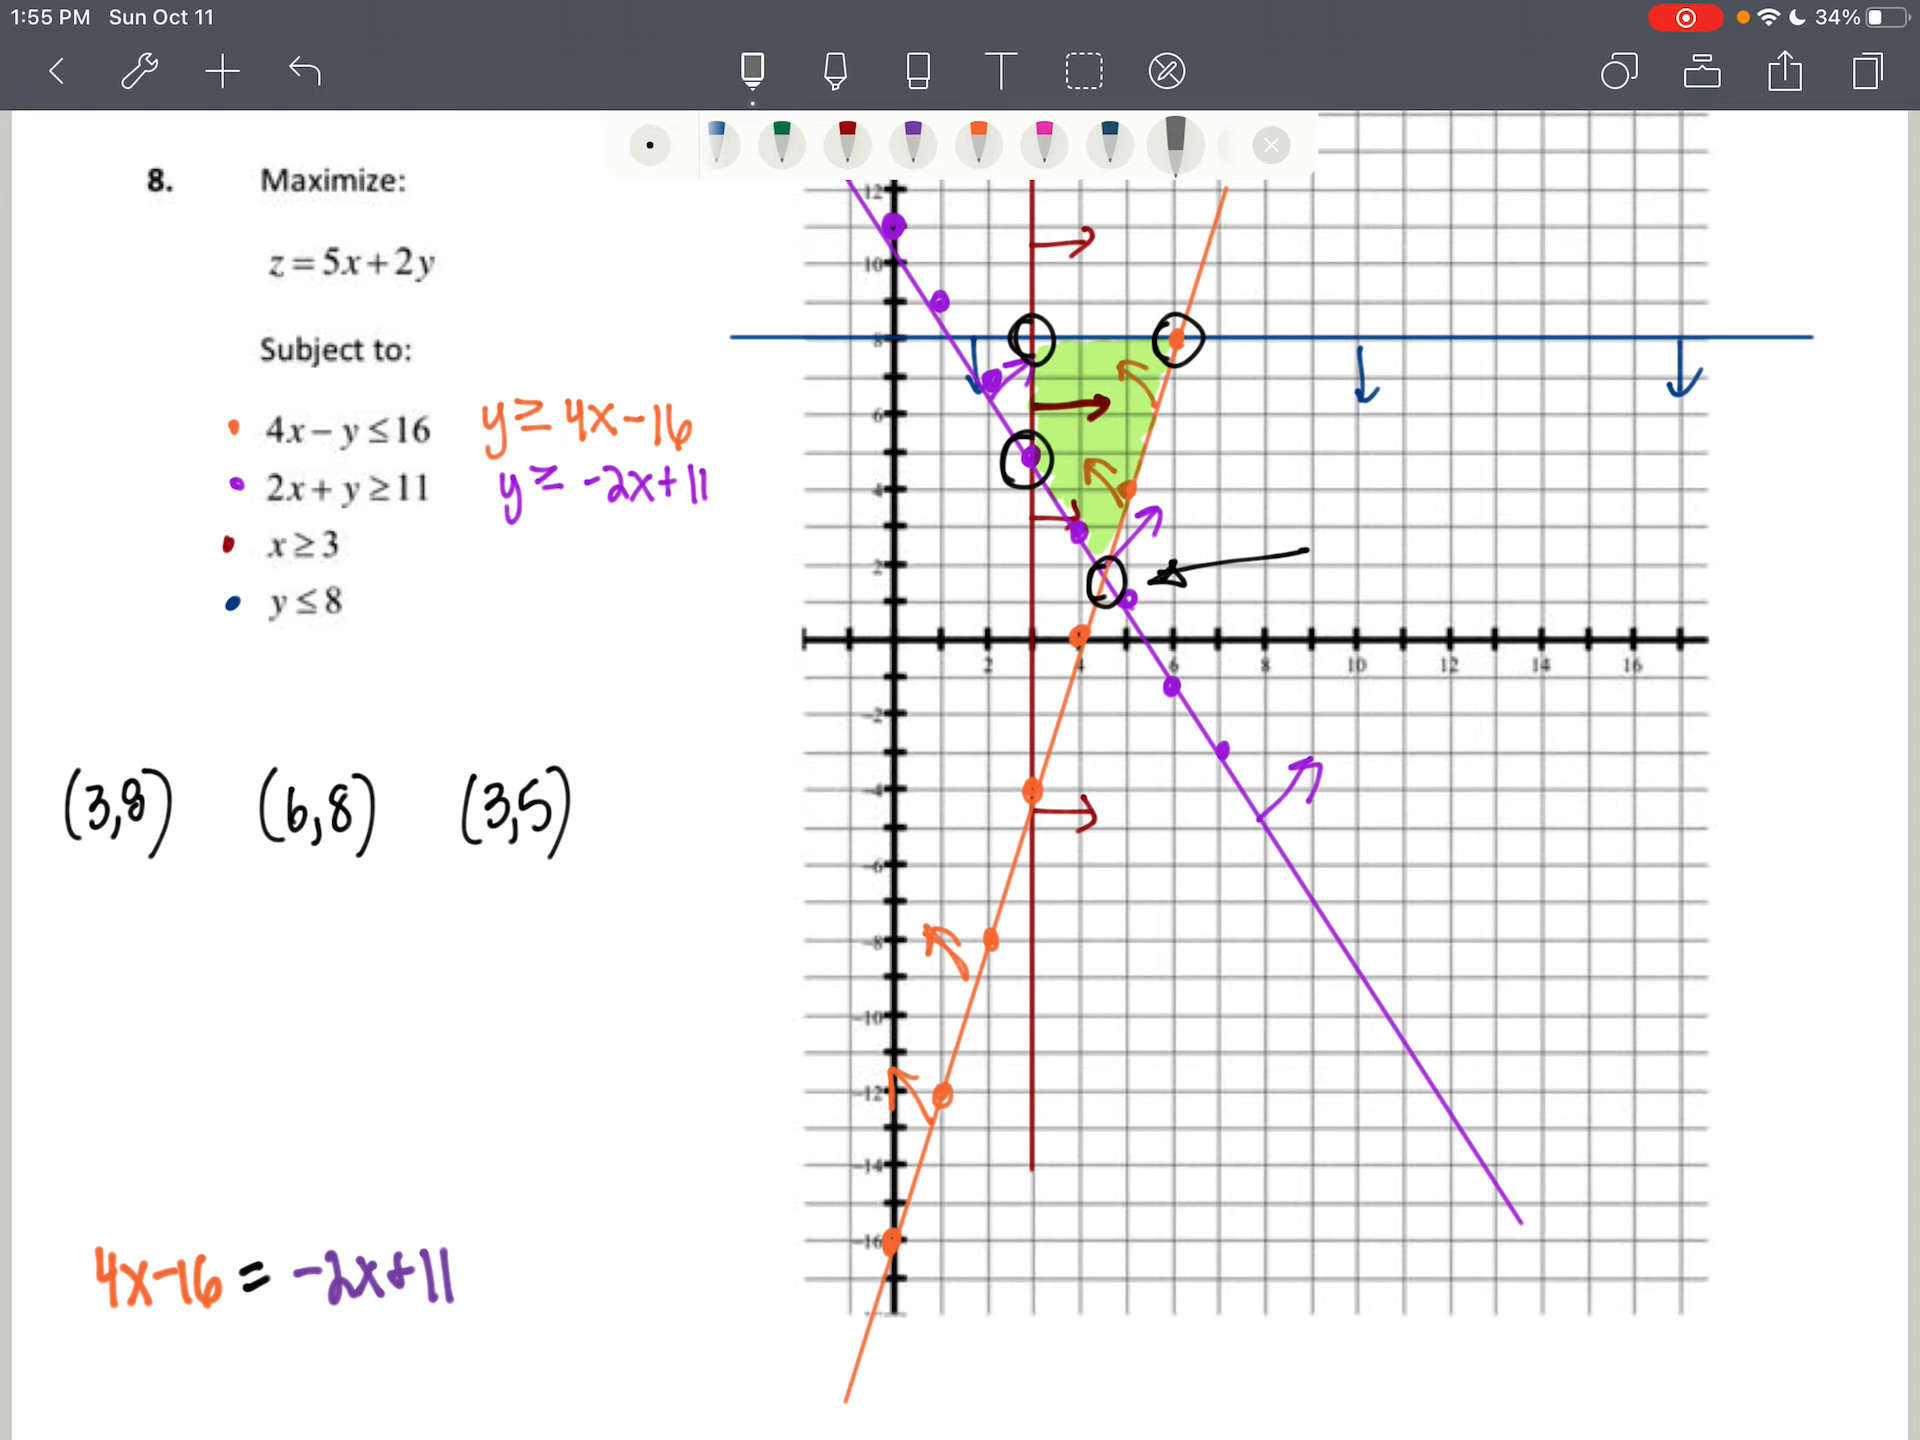 1:55 PM Sun Oct 11
34%
8. Maximize:
z = 5x + 2y
Subject to:
4x − y ≤ 16 y ≥ 4x − 16
2x + y ≥ 11 y ≥ -2x + 11
x ≥ 3
y ≤ 8
(3,8) (6,8) (3,5)
4x - 16 = -2x + 11
12
10
8
6
4
2
2 4 6 8 10 12 14 16
-2
-4
-6
-8
-10
-12
-14
-16